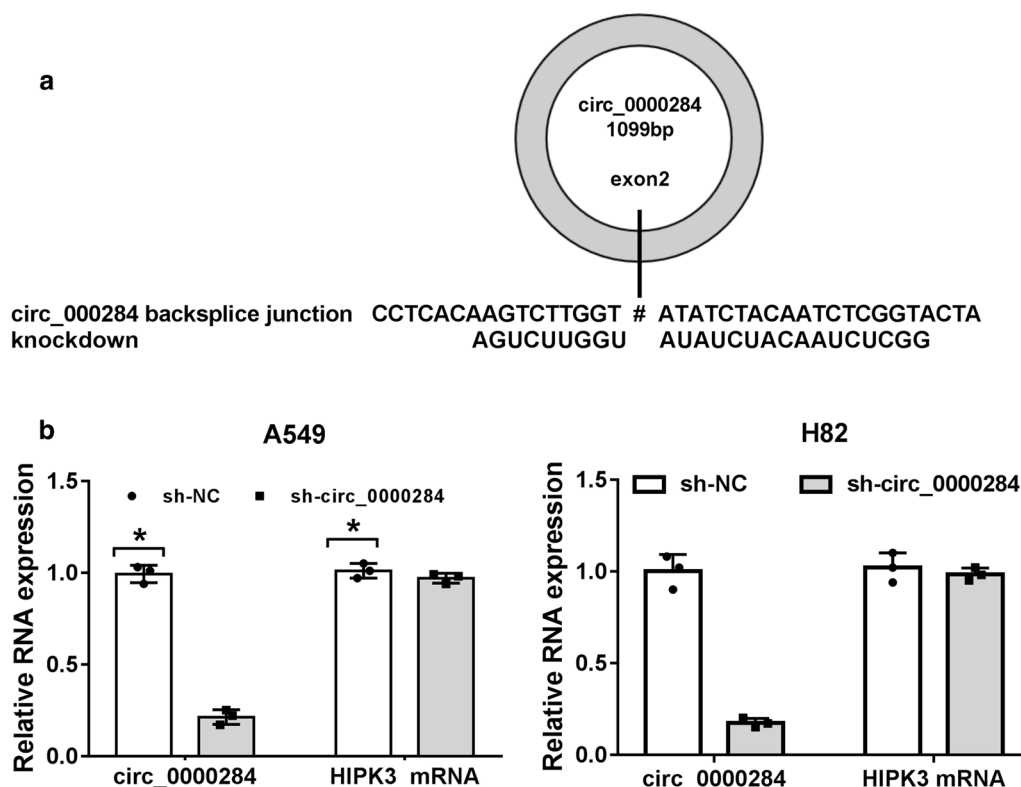 a
circ_0000284
1099bp
exon2
circ_000284 backsplice junction CCTCACAAGTCTTGGT # ATATCTACAATCTCGGTACTA
knockdown AGUCUUGGU AUAUCUACAAUCUCGG
b
A549
Relative RNA expression
1.5
1.0
0.5
0.0
sh-NC sh-circ_0000284
* *
circ_0000284 HIPK3 mRNA
H82
Relative RNA expression
1.5
1.0
0.5
0.0
sh-NC sh-circ_0000284
circ_0000284 HIPK3 mRNA